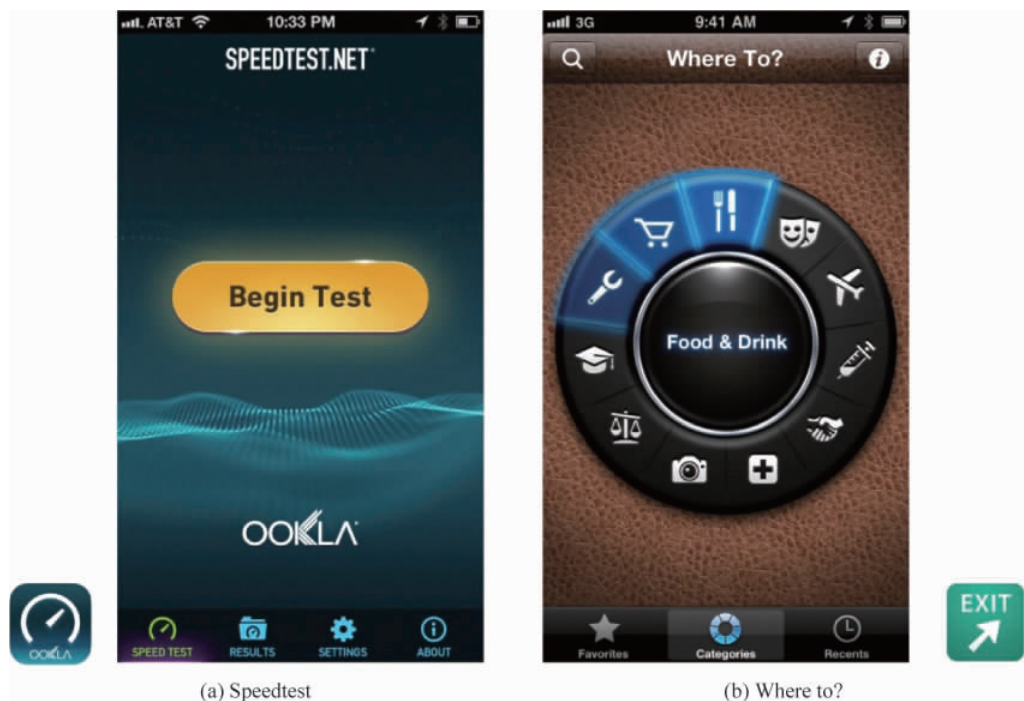 AT&T 10:33 PM
SPEEDTEST.NET
Begin Test
OOKLA
SPEED TEST RESULTS SETTINGS ABOUT
OOKLA
(a) Speedtest
3G 9:41 AM
Where To?
Food & Drink
Favorites Categories Recents
EXIT
(b) Where to?